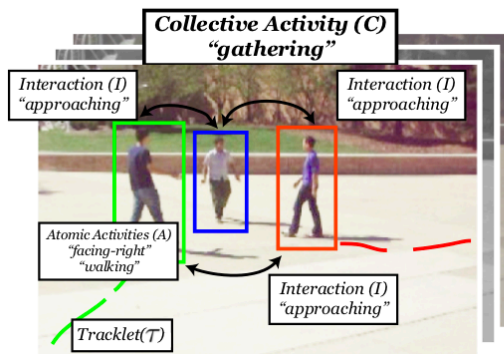 Collective Activity (C)
"gathering"
Interaction (I)
"approaching"
Interaction (I)
"approaching"
Atomic Activities (A)
"facing-right"
"walking"
Interaction (I)
"approaching"
Tracklet(τ)